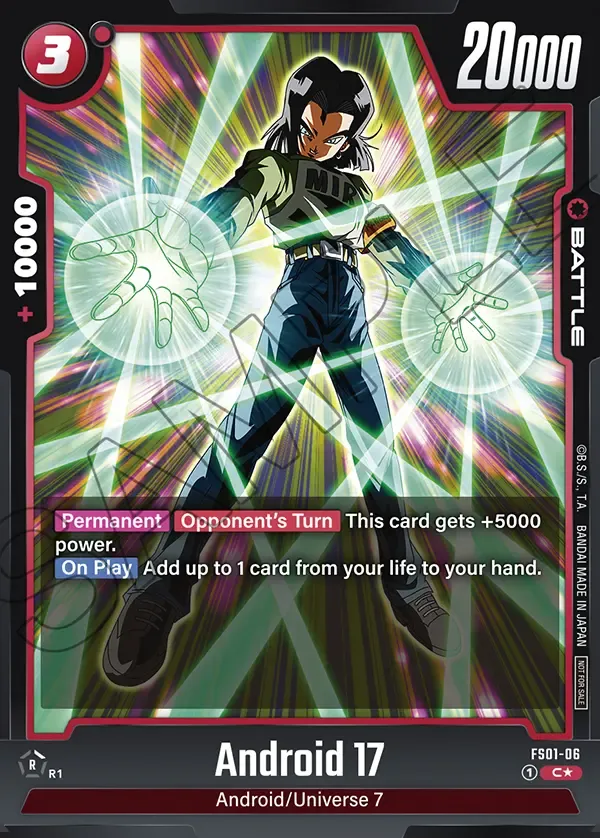 3
20000
+ 10000
BATTLE
MIR
SAMPLE
Permanent Opponent's Turn This card gets +5000
power.
On Play Add up to 1 card from your life to your hand.
©B.S./S., T.A. BANDAI MADE IN JAPAN
NOT FOR SALE
R R1
Android 17
FS01-06
1 C★
Android/Universe 7